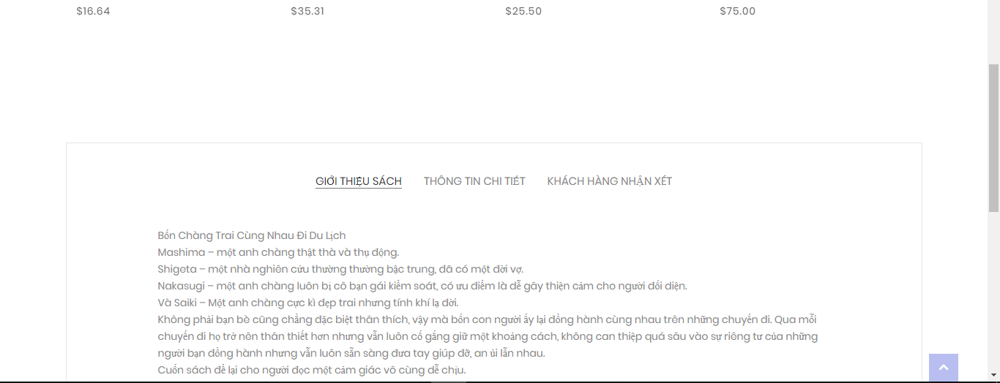 $16.64 $35.31 $25.50 $75.00
GIỚI THIỆU SÁCH THÔNG TIN CHI TIẾT KHÁCH HÀNG NHẬN XÉT
Bốn Chàng Trai Cùng Nhau Đi Du Lịch
Mashima – một anh chàng thật thà và thụ động.
Shigeta – một nhà nghiên cứu thường thường bậc trung, đã có một đời vợ.
Nakasugi – một anh chàng luôn bị cô bạn gái kiểm soát, có ưu điểm là dễ gây thiện cảm cho người đối diện.
Và Saiki – Một anh chàng cực kì đẹp trai nhưng tính khí lạ đời.
Không phải bạn bè cũng chẳng đặc biệt thân thích, vậy mà bốn con người ấy lại đồng hành cùng nhau trên những chuyến đi. Qua mỗi
chuyến đi họ trở nên thân thiết hơn nhưng vẫn luôn cố gắng giữ một khoảng cách, không can thiệp quá sâu vào sự riêng tư của những
người bạn đồng hành nhưng vẫn luôn sẵn sàng đưa tay giúp đỡ, an ủi lẫn nhau.
Cuốn sách để lại cho người đọc một cảm giác vô cùng dễ chịu.